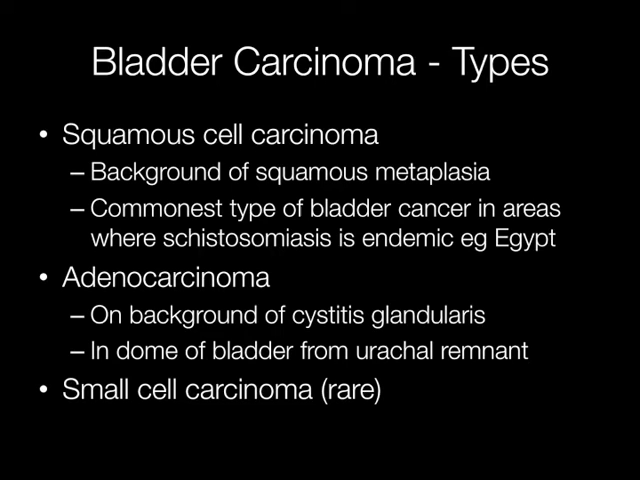 Bladder Carcinoma - Types
• Squamous cell carcinoma
– Background of squamous metaplasia
– Commonest type of bladder cancer in areas
where schistosomiasis is endemic eg Egypt
• Adenocarcinoma
– On background of cystitis glandularis
– In dome of bladder from urachal remnant
• Small cell carcinoma (rare)